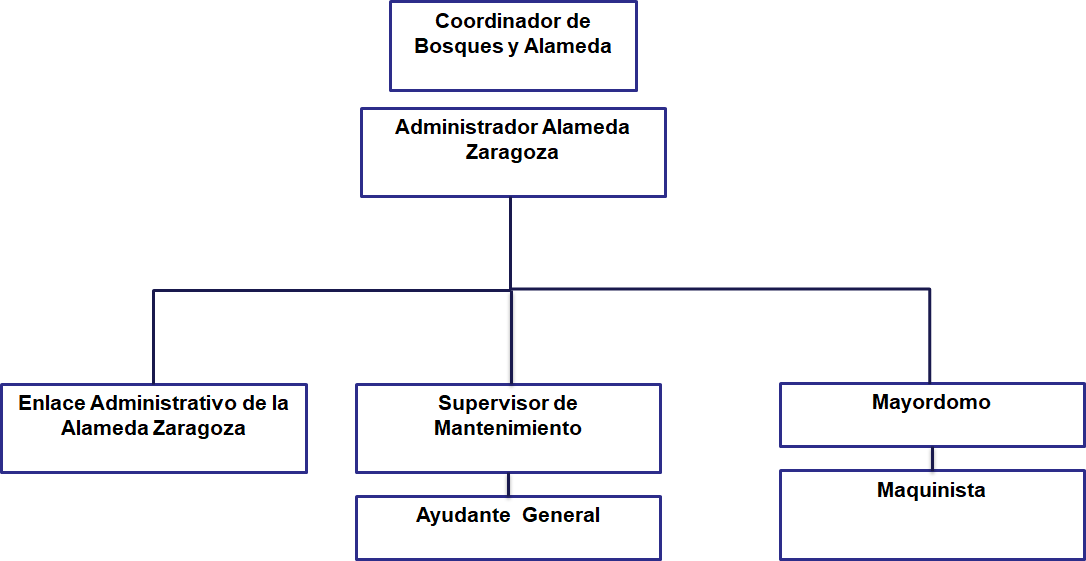 Coordinador de
Bosques y Alameda
Administrador Alameda
Zaragoza
Enlace Administrativo de la
Alameda Zaragoza
Supervisor de
Mantenimiento
Mayordomo
Ayudante General
Maquinista